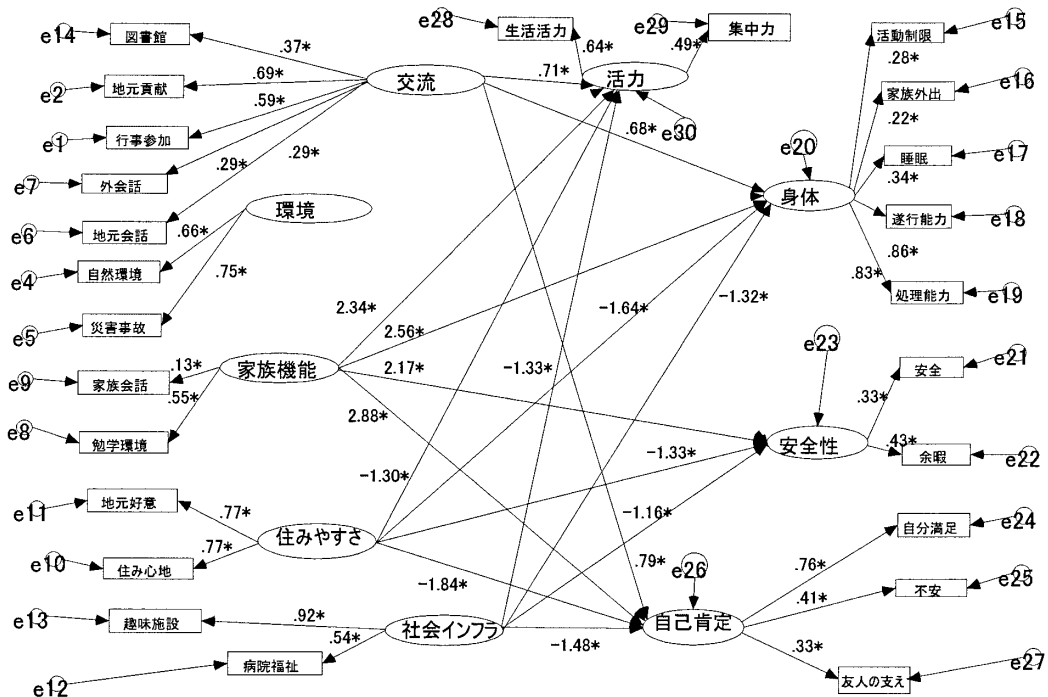 e14
図書館
.37*
e2
地元貢献
.69*
e1
行事参加
.59*
e7
外会話
.29*
e6
地元会話
.29*
交流
e4
自然環境
.66*
e5
災害事故
.75*
環境
e9
家族会話
.13*
e8
勉学環境
.55*
家族機能
e11
地元好意
.77*
e10
住み心地
.77*
住みやすさ
e13
趣味施設
.92*
e12
病院福祉
.54*
社会インフラ
e28
生活活力
.64*
e29
集中力
.49*
.71*
活力
e30
.68*
2.34*
2.56*
2.17*
2.88*
-1.30*
-1.64*
-1.33*
-1.84*
-1.33*
-1.32*
-1.16*
-1.48*
.79*
e20
身体
e15
活動制限
.28*
e16
家族外出
.22*
e17
睡眠
.34*
e18
遂行能力
.86*
e19
処理能力
.83*
e23
安全性
e21
安全
.33*
e22
余暇
.43*
e26
自己肯定
e24
自分満足
.76*
e25
不安
.41*
e27
友人の支え
.33*